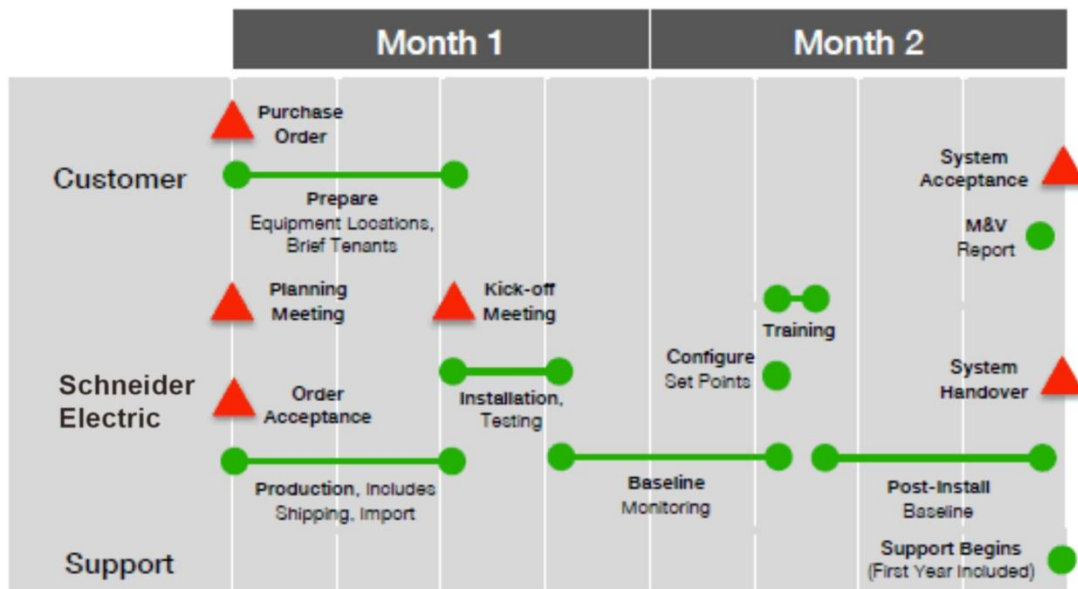 Month 1
Month 2
Customer
Purchase
Order
Prepare
Equipment Locations,
Brief Tenants
System
Acceptance
M&V
Report
Schneider
Electric
Planning
Meeting
Kick-off
Meeting
Training
Order
Acceptance
Installation,
Testing
Configure
Set Points
System
Handover
Production, Includes
Shipping, Import
Baseline
Monitoring
Post-Install
Baseline
Support
Support Begins
(First Year Included)